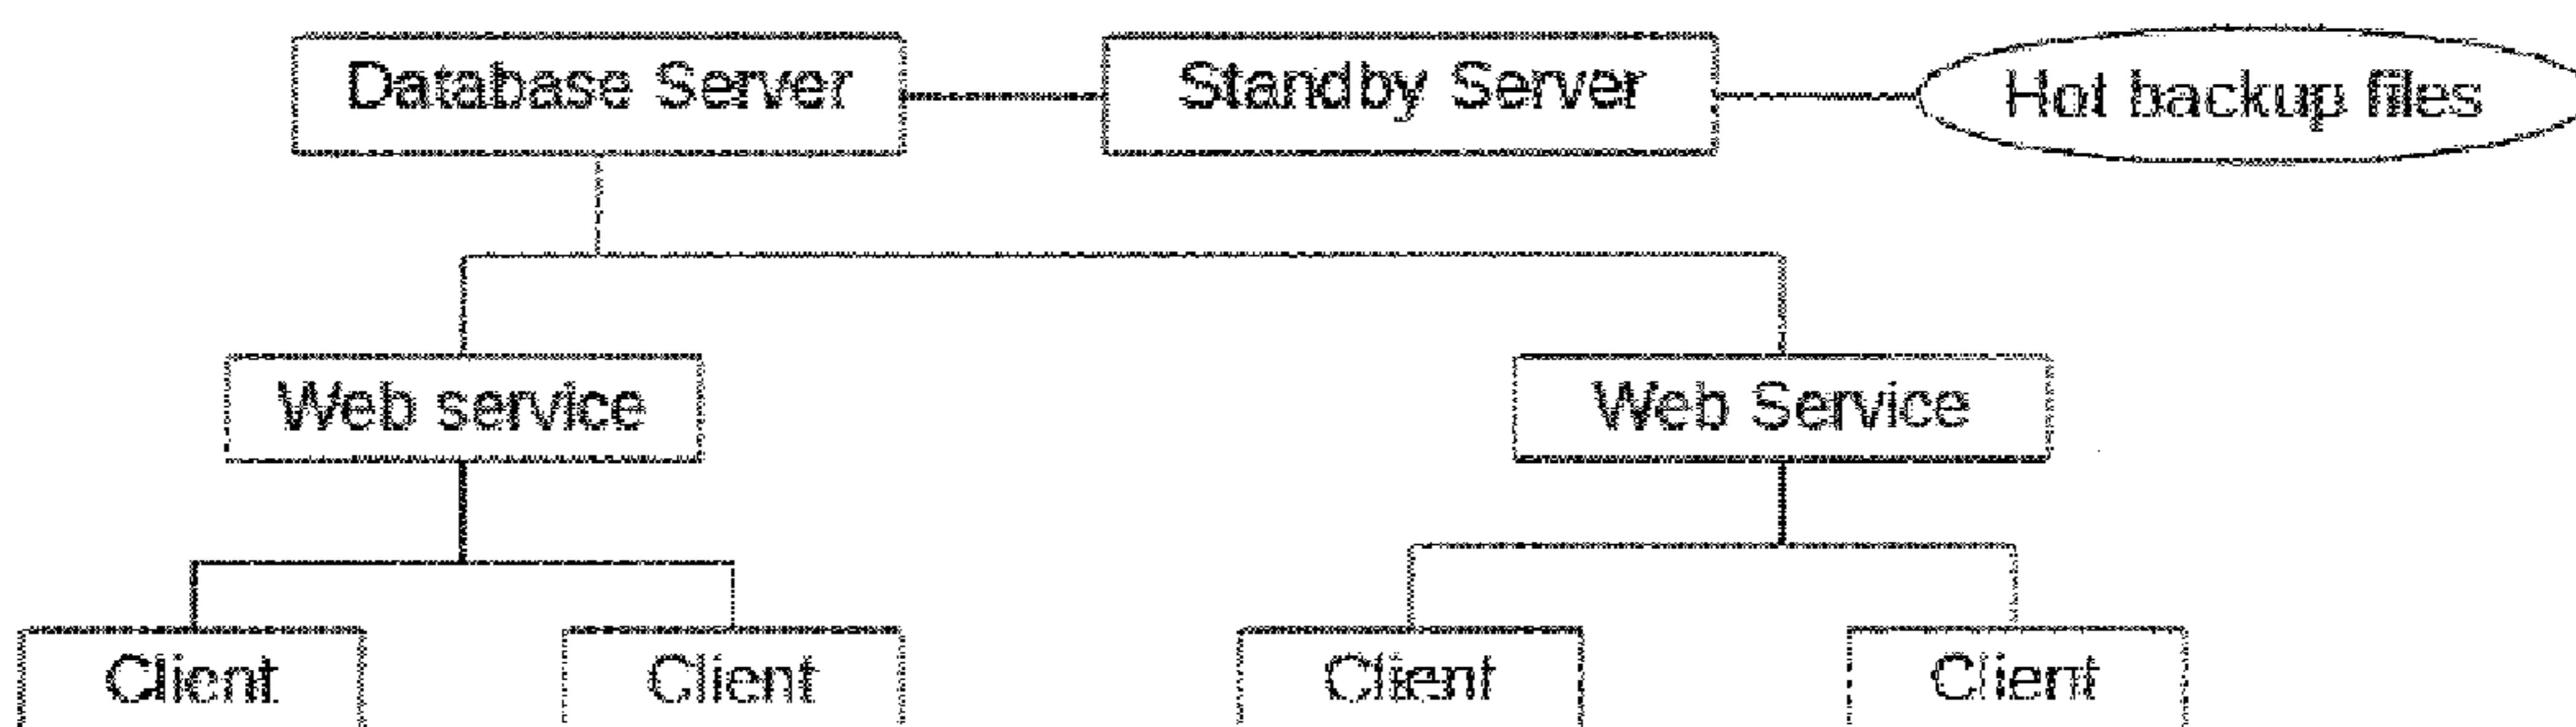 Database Server
Standby Server
Hot backup files
Web service
Web Service
Client
Client
Client
Client